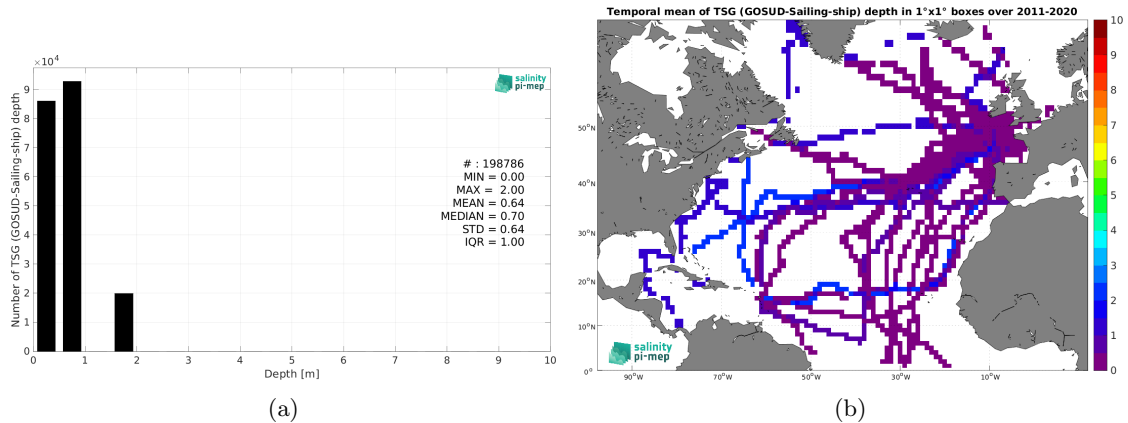 ×10⁴
9
8
7
6
5
4
3
2
1
0
Number of TSG (GOSUD-Sailing-ship) depth
0 1 2 3 4 5 6 7 8 9 10
Depth [m]
salinity
pi-mep
# : 198786
MIN = 0.00
MAX = 2.00
MEAN = 0.64
MEDIAN = 0.70
STD = 0.64
IQR = 1.00
(a)
Temporal mean of TSG (GOSUD-Sailing-ship) depth in 1°x1° boxes over 2011-2020
50°N
40°N
30°N
20°N
10°N
0°
90°W 70°W 50°W 30°W 10°W
salinity
pi-mep
10
9
8
7
6
5
4
3
2
1
0
(b)